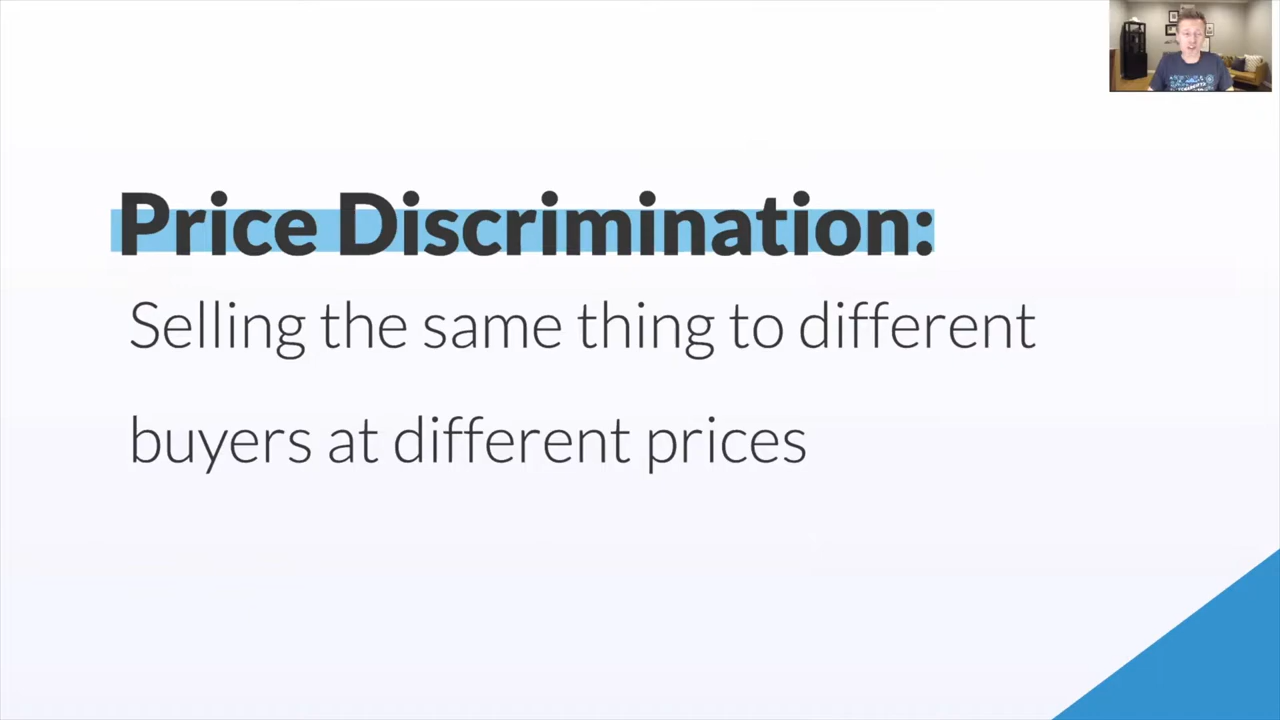 Price Discrimination:
Selling the same thing to different
buyers at different prices